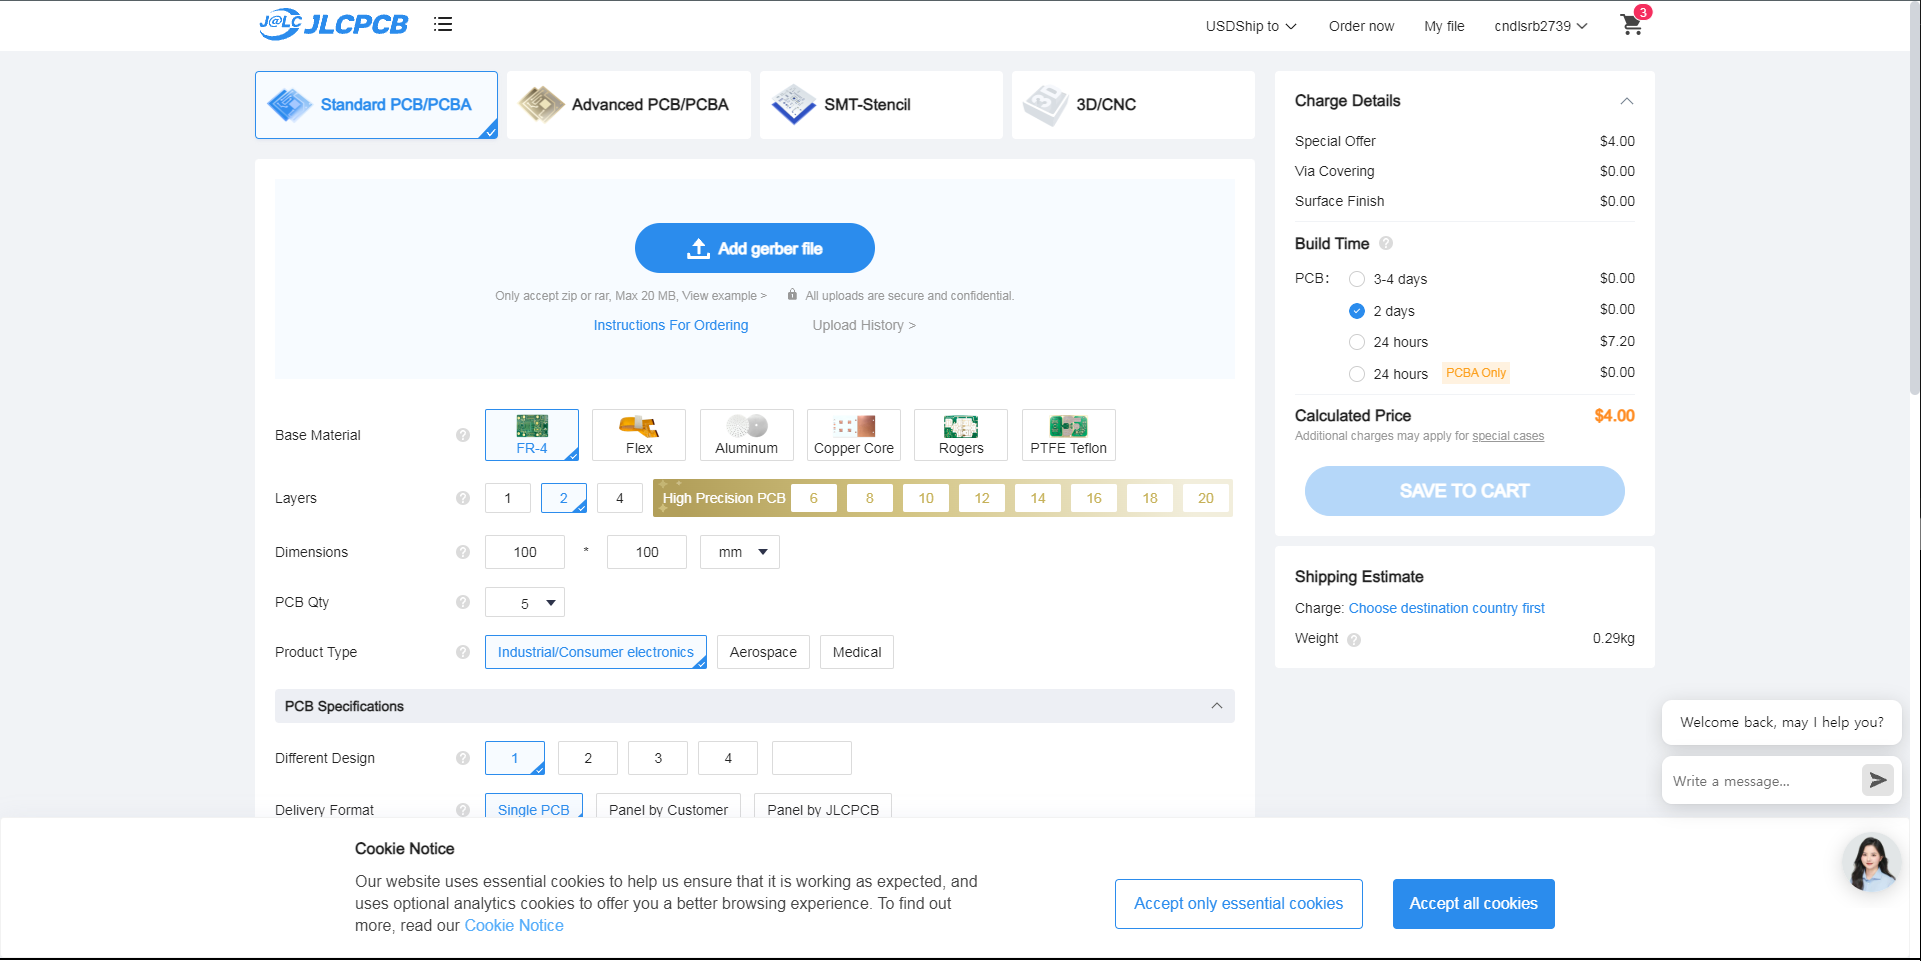 J@LC JLCPCB
USDShip to
Order now
My file
cndlsrb2739
3
Standard PCB/PCBA
Advanced PCB/PCBA
SMT-Stencil
3D/CNC
Add gerber file
Only accept zip or rar, Max 20 MB, View example >
All uploads are secure and confidential.
Instructions For Ordering
Upload History >
Base Material
?
FR-4
Flex
Aluminum
Copper Core
Rogers
PTFE Teflon
Layers
?
1
2
4
High Precision PCB
6
8
10
12
14
16
18
20
Dimensions
?
100
*
100
mm
PCB Qty
?
5
Product Type
?
Industrial/Consumer electronics
Aerospace
Medical
PCB Specifications
Different Design
?
1
2
3
4
Delivery Format
?
Single PCB
Panel by Customer
Panel by JLCPCB
Charge Details
Special Offer
$4.00
Via Covering
$0.00
Surface Finish
$0.00
Build Time
?
PCB:
3-4 days
$0.00
2 days
$0.00
24 hours
$7.20
24 hours
PCBA Only
$0.00
Calculated Price
$4.00
Additional charges may apply for special cases
SAVE TO CART
Shipping Estimate
Charge: Choose destination country first
Weight
?
0.29kg
Welcome back, may I help you?
Write a message...
Cookie Notice
Our website uses essential cookies to help us ensure that it is working as expected, and
uses optional analytics cookies to offer you a better browsing experience. To find out
more, read our Cookie Notice
Accept only essential cookies
Accept all cookies